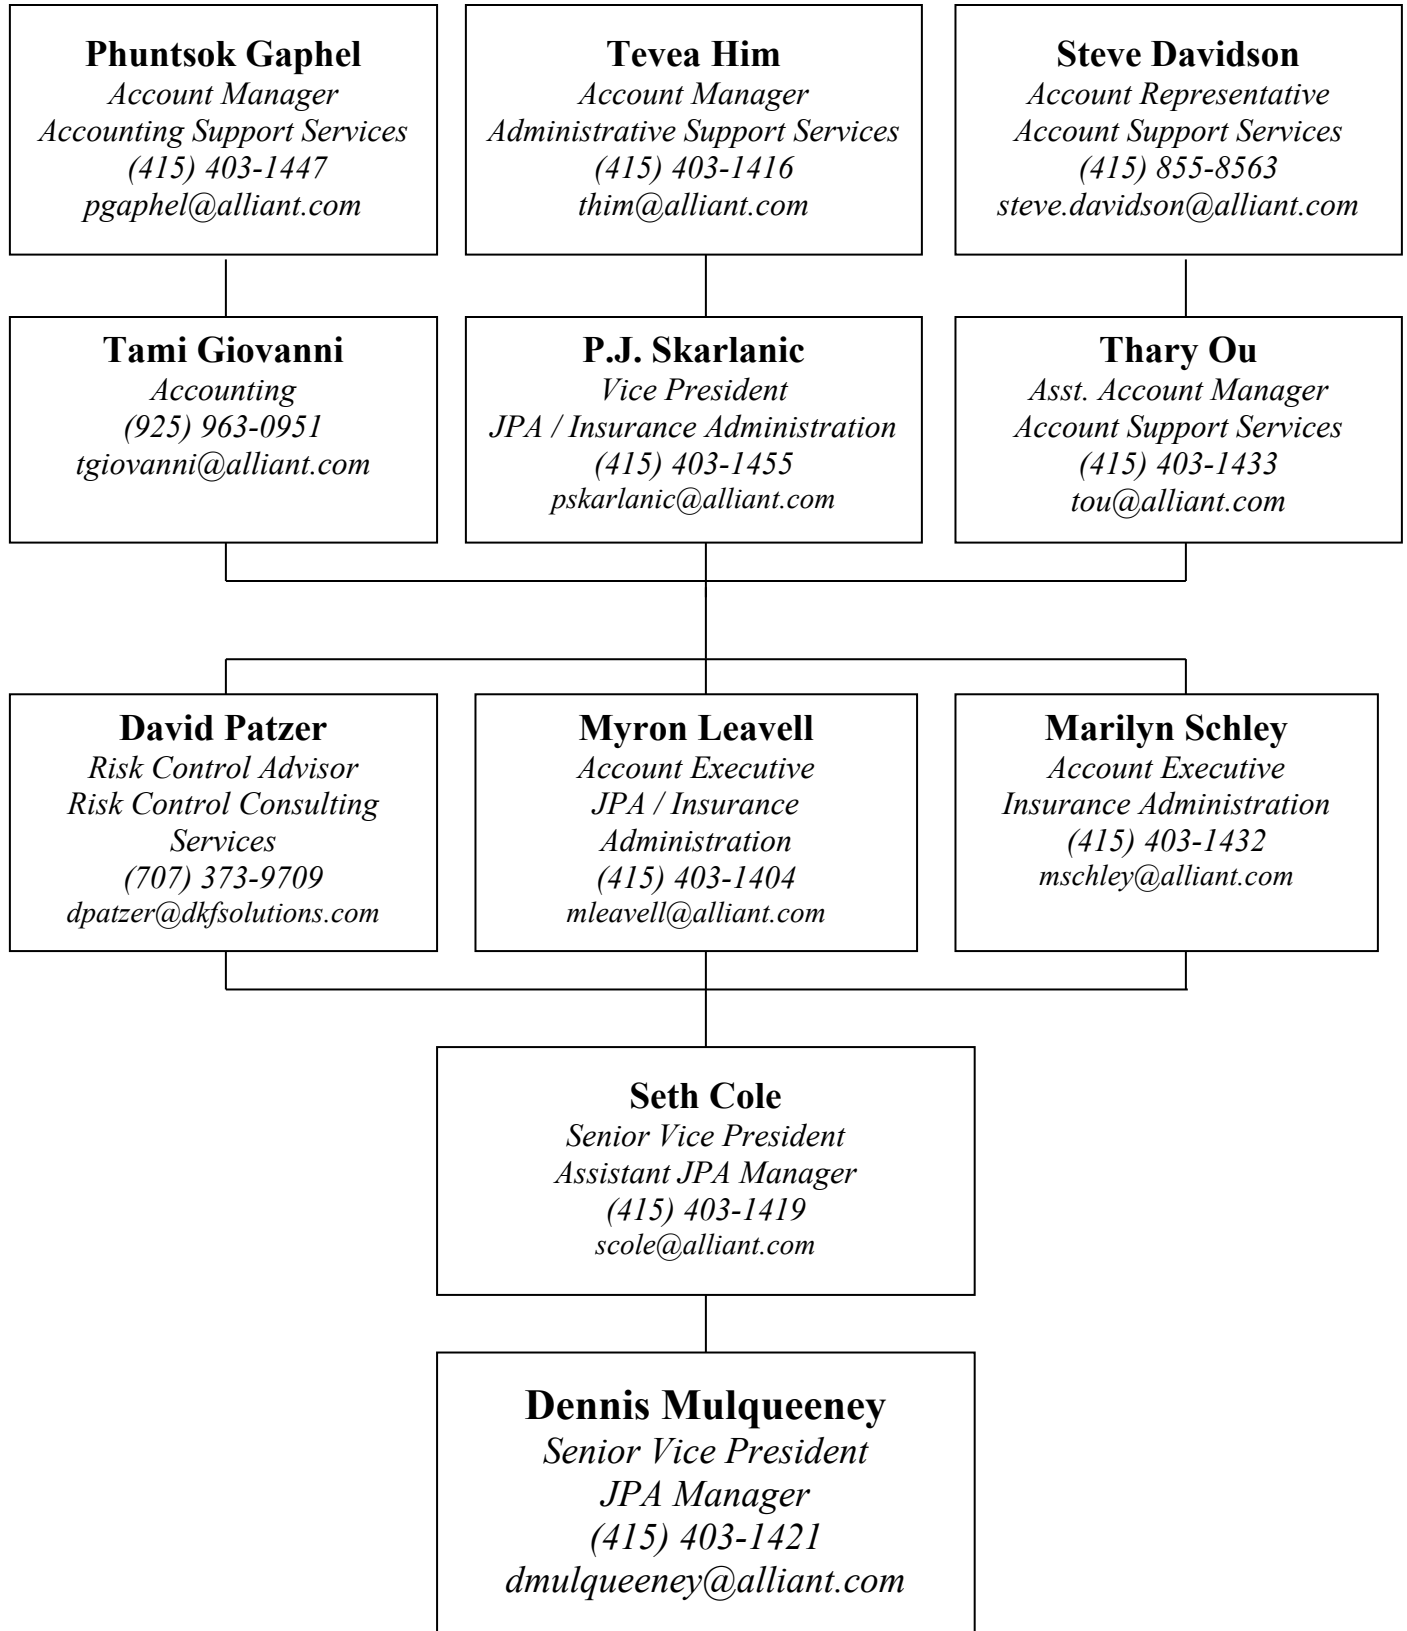 Phuntsok Gaphel
Account Manager
Accounting Support Services
(415) 403-1447
pgaphel@alliant.com
Tevea Him
Account Manager
Administrative Support Services
(415) 403-1416
thim@alliant.com
Steve Davidson
Account Representative
Account Support Services
(415) 855-8563
steve.davidson@alliant.com
Tami Giovanni
Accounting
(925) 963-0951
tgiovanni@alliant.com
P.J. Skarlanic
Vice President
JPA / Insurance Administration
(415) 403-1455
pskarlanic@alliant.com
Thary Ou
Asst. Account Manager
Account Support Services
(415) 403-1433
tou@alliant.com
David Patzer
Risk Control Advisor
Risk Control Consulting
Services
(707) 373-9709
dpatzer@dkfsolutions.com
Myron Leavell
Account Executive
JPA / Insurance
Administration
(415) 403-1404
mleavell@alliant.com
Marilyn Schley
Account Executive
Insurance Administration
(415) 403-1432
mschley@alliant.com
Seth Cole
Senior Vice President
Assistant JPA Manager
(415) 403-1419
scole@alliant.com
Dennis Mulqueeney
Senior Vice President
JPA Manager
(415) 403-1421
dmulqueeney@alliant.com